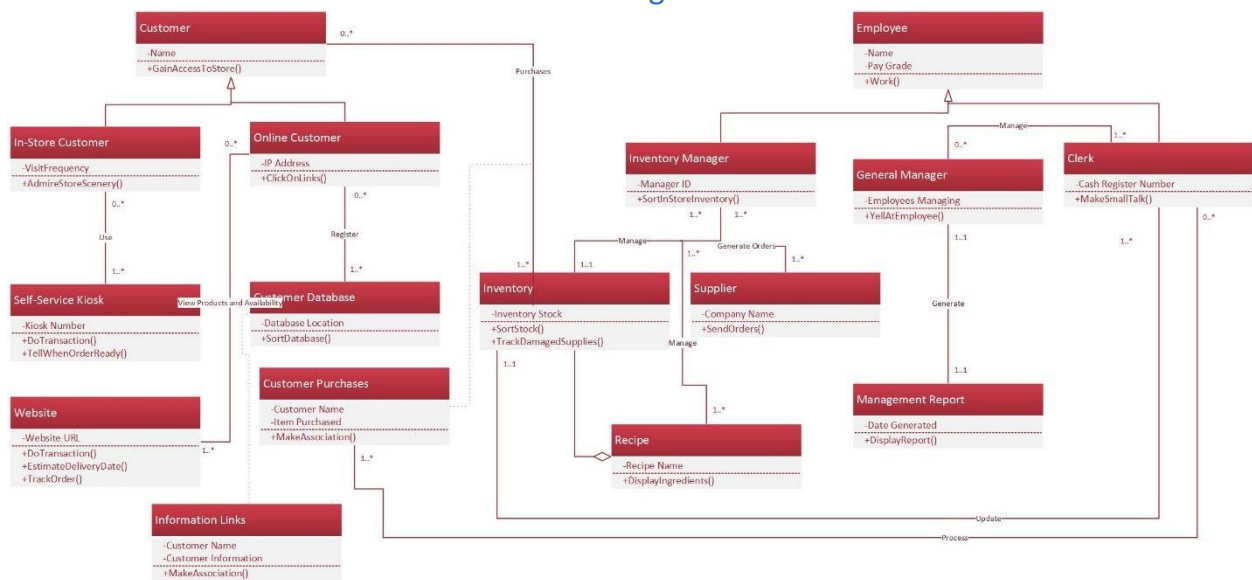 Customer
-Name
+GainAccessToStore()
0..*
Purchases
Employee
-Name
-Pay Grade
+Work()
In-Store Customer
-VisitFrequency
+AdmireStoreScenery()
0..*
Use
1..*
0..*
Online Customer
-IP Address
+ClickOnLinks()
0..*
Register
1..*
Inventory Manager
-Manager ID
+SortInStoreInventory()
1..*
1..*
Manage
0..*
1..*
General Manager
-Employees Managing
+YellAtEmployee()
1..1
Clerk
-Cash Register Number
+MakeSmallTalk()
0..*
1..*
Manage
1..*
Generate Orders
1..*
1..1
1..*
Self-Service Kiosk
-Kiosk Number
+DoTransaction()
+TellWhenOrderReady()
View Products and Availability
Customer Database
-Database Location
+SortDatabase()
Inventory
-Inventory Stock
+SortStock()
+TrackDamagedSupplies()
1..1
Supplier
-Company Name
+SendOrders()
Generate
Manage
1..*
1..1
Customer Purchases
-Customer Name
-Item Purchased
+MakeAssociation()
1..*
Management Report
-Date Generated
+DisplayReport()
Website
-Website URL
+DoTransaction()
+EstimateDeliveryDate()
+TrackOrder()
1..*
Recipe
-Recipe Name
+DisplayIngredients()
Information Links
-Customer Name
-Customer Information
+MakeAssociation()
Update
Process